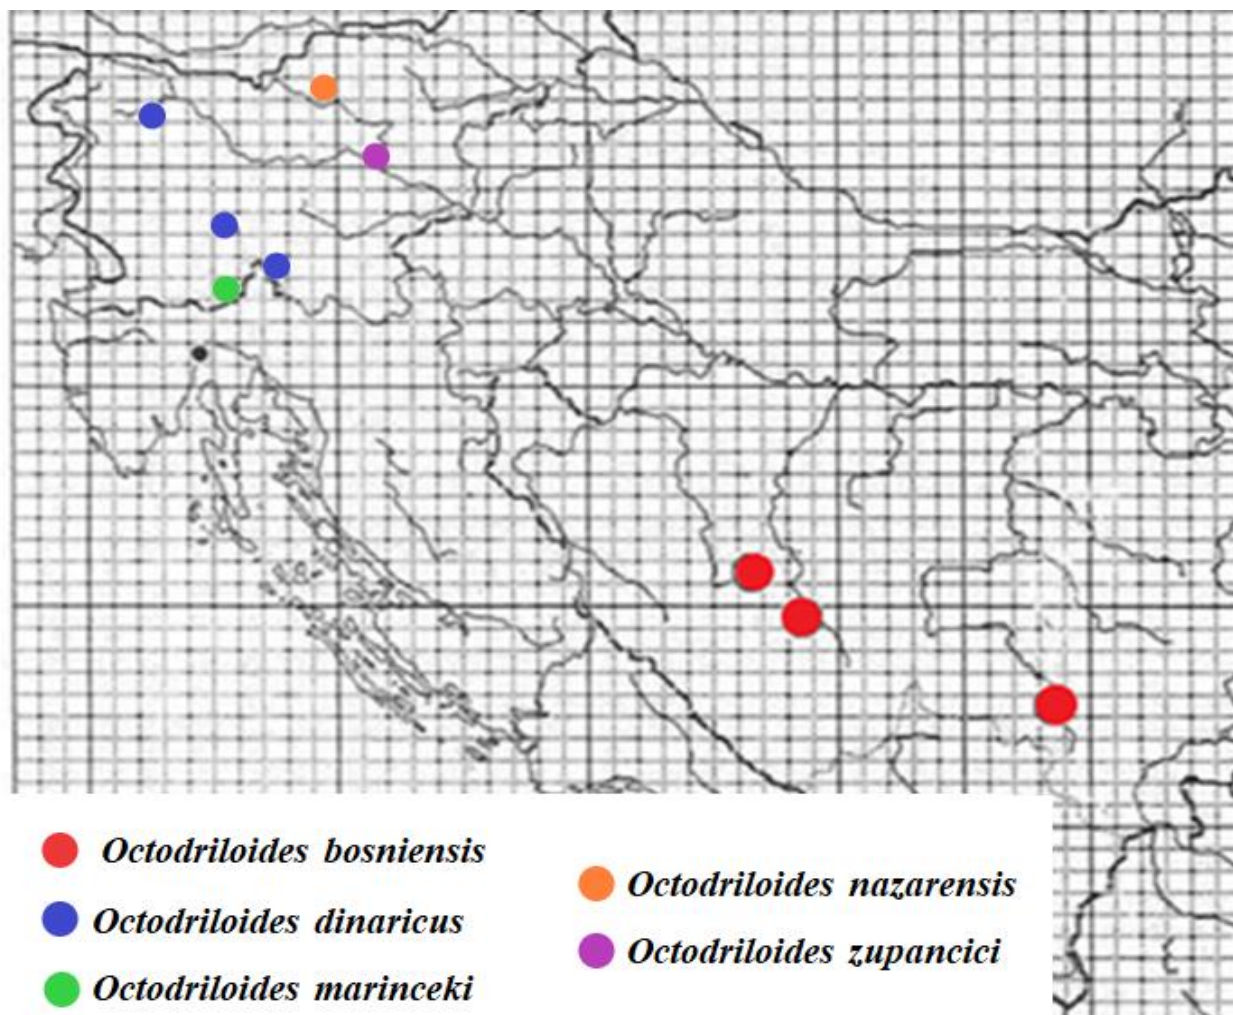 Octodriloides bosniensis
Octodriloides dinaricus
Octodriloides marinceki
Octodriloides nazarensis
Octodriloides zupancici